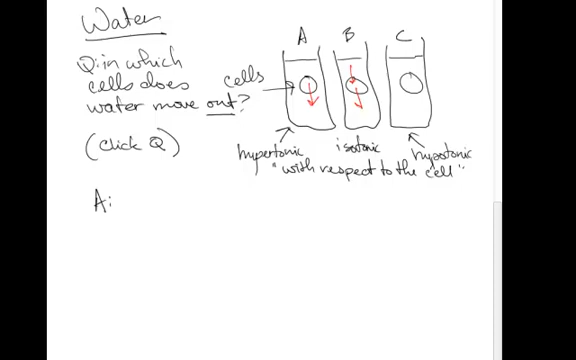 Water
Q: in which
cells does
water move out?
(Click Q)
A:
A B C
cells
hypertonic isotonic hypotonic
"with respect to the cell"